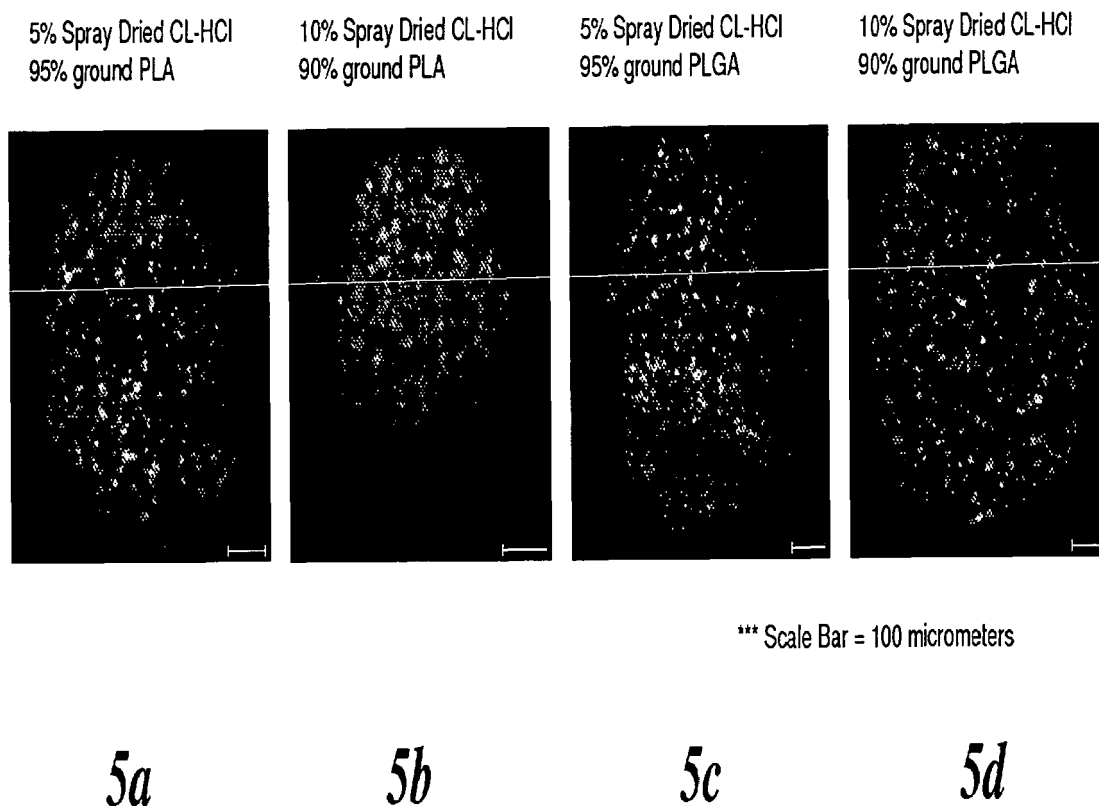 5% Spray Dried CL-HCl
95% ground PLA
10% Spray Dried CL-HCl
90% ground PLA
5% Spray Dried CL-HCl
95% ground PLGA
10% Spray Dried CL-HCl
90% ground PLGA
*** Scale Bar = 100 micrometers
5a
5b
5c
5d